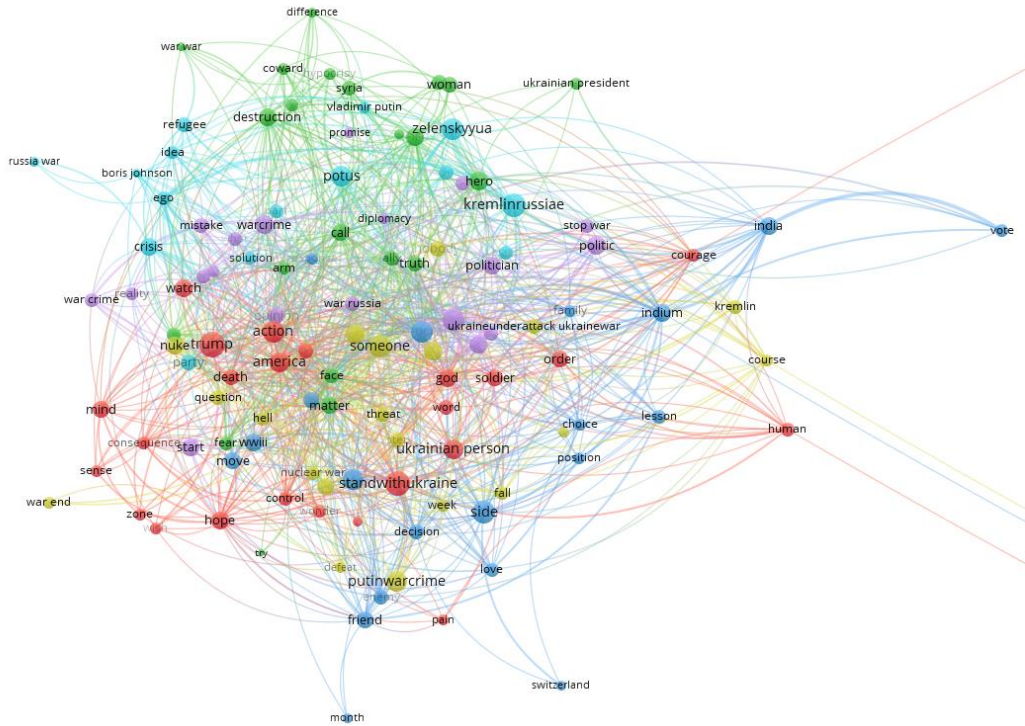 difference
war war
coward
hypocrisy
syria
woman
ukrainian president
vladimir putin
destruction
refugee
promise
zelenskyyua
idea
russia war
boris johnson
potus
hero
ego
kremlinrussiae
mistake
warcrime
diplomacy
stop war
india
vote
call
crisis
politic
courage
solution
ally
truth
politician
arm
watch
reality
war crime
war russia
family
kremlin
indium
ukraineunderattack
ukrainewar
action
nuke
trump
someone
party
america
order
course
death
face
god
soldier
question
mind
matter
word
hell
threat
lesson
choice
human
consequence
start
fear
WWiii
ukrainian person
move
position
sense
nuclear war
standwithukraine
control
fall
war end
week
zone
wonder
side
hope
decision
try
defeat
putinwarcrime
love
enemy
friend
pain
switzerland
month